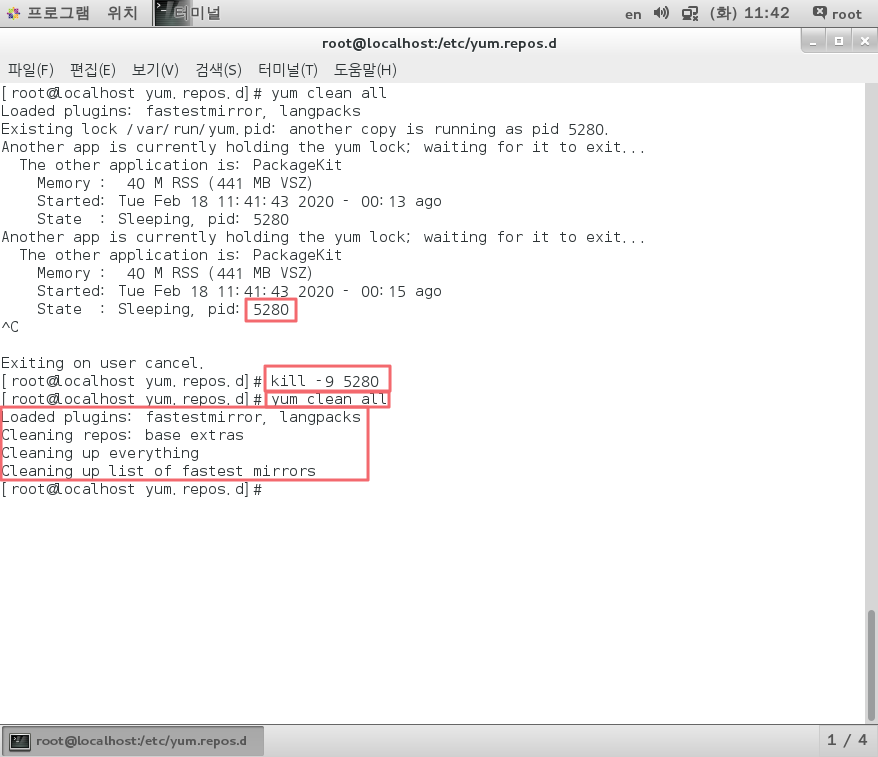 프로그램 위치 터미널 en (화) 11:42 root
root@localhost:/etc/yum.repos.d
파일(F) 편집(E) 보기(V) 검색(S) 터미널(T) 도움말(H)
[root@localhost yum.repos.d]# yum clean all
Loaded plugins: fastestmirror, langpacks
Existing lock /var/run/yum.pid: another copy is running as pid 5280.
Another app is currently holding the yum lock; waiting for it to exit...
  The other application is: PackageKit
    Memory :  40 M RSS (441 MB VSZ)
    Started: Tue Feb 18 11:41:43 2020 - 00:13 ago
    State  : Sleeping, pid: 5280
Another app is currently holding the yum lock; waiting for it to exit...
  The other application is: PackageKit
    Memory :  40 M RSS (441 MB VSZ)
    Started: Tue Feb 18 11:41:43 2020 - 00:15 ago
    State  : Sleeping, pid: 5280
^C
Exiting on user cancel.
[root@localhost yum.repos.d]# kill -9 5280
[root@localhost yum.repos.d]# yum clean all
Loaded plugins: fastestmirror, langpacks
Cleaning repos: base extras
Cleaning up everything
Cleaning up list of fastest mirrors
[root@localhost yum.repos.d]#
root@localhost:/etc/yum.repos.d 1 / 4